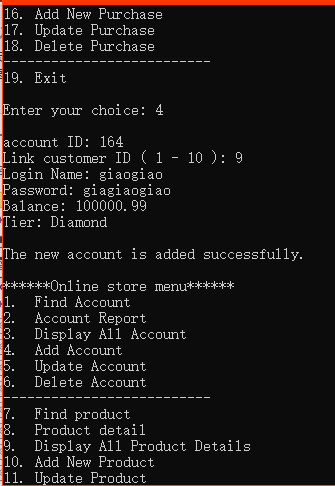 16. Add New Purchase
17. Update Purchase
18. Delete Purchase
--------------------------
19. Exit
Enter your choice: 4
account ID: 164
Link customer ID ( 1 - 10 ): 9
Login Name: giaogiao
Password: giagiaogiao
Balance: 100000.99
Tier: Diamond
The new account is added successfully.
******Online store menu******
1.  Find Account
2.  Account Report
3.  Display All Account
4.  Add Account
5.  Update Account
6.  Delete Account
--------------------------
7.  Find product
8.  Product detail
9.  Display All Product Details
10. Add New Product
11. Update Product